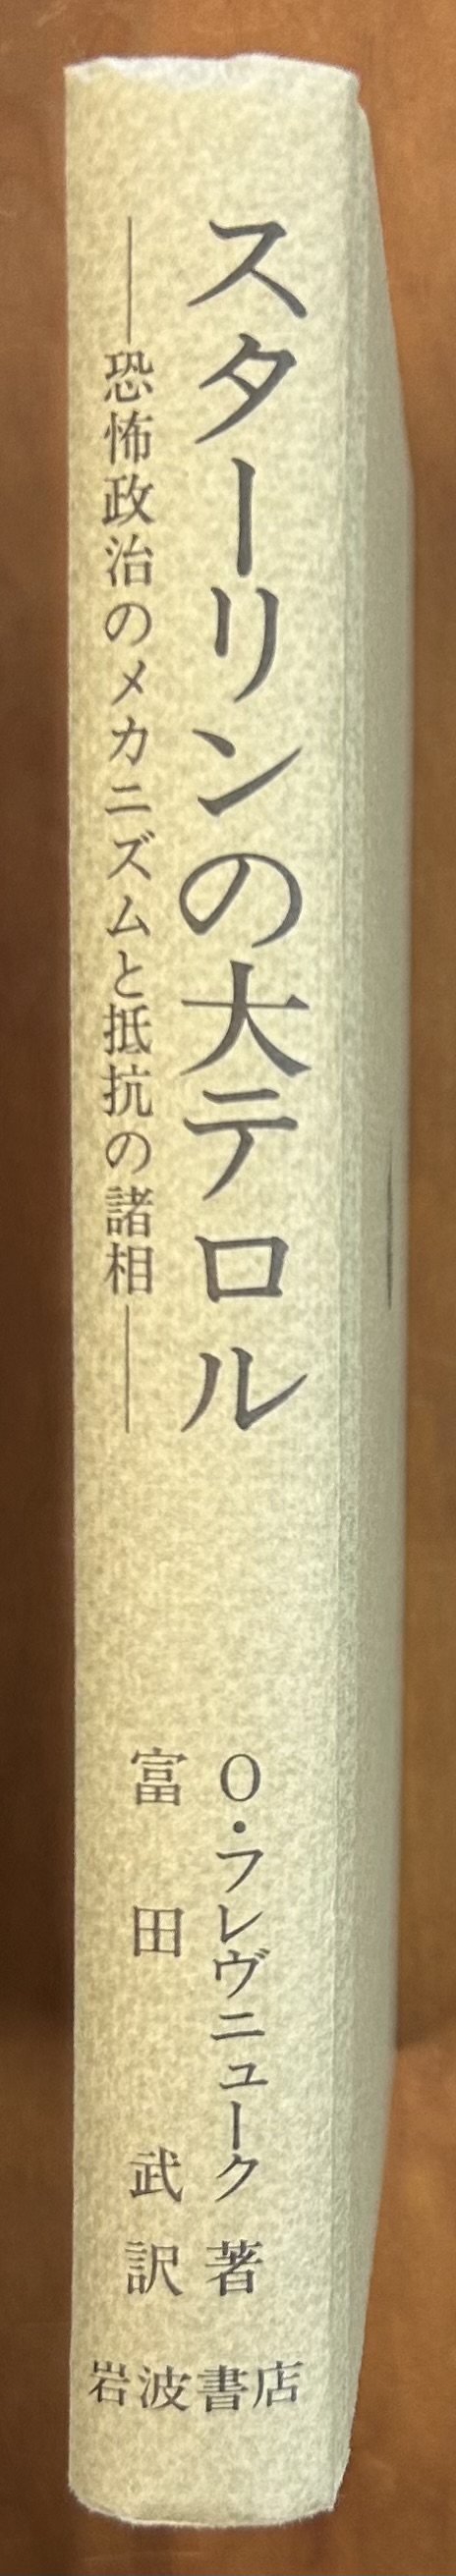 スターリンの大テロル
――恐怖政治のメカニズムと抵抗の諸相――
O・フレヴニューク 著
富田 武 訳
岩波書店